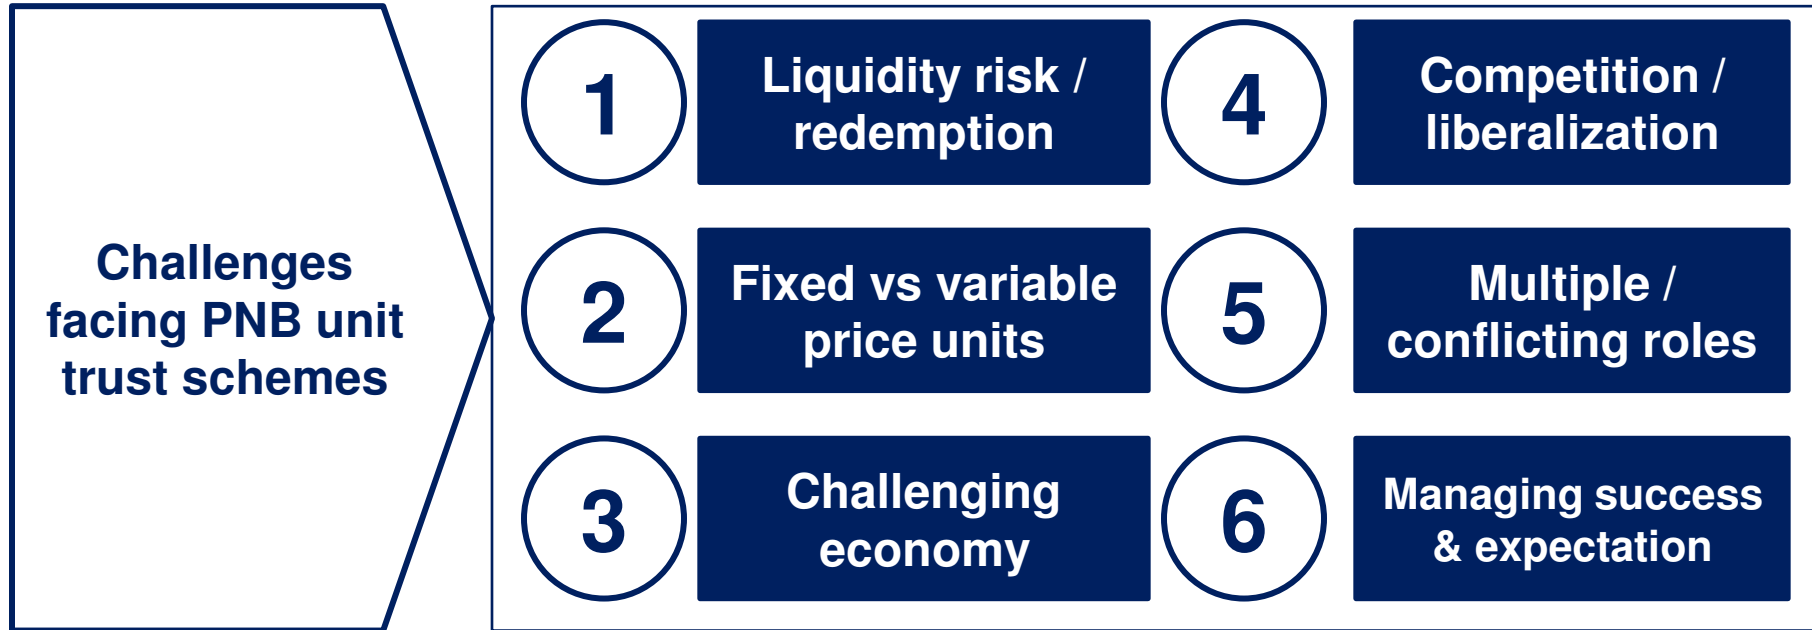 Challenges
facing PNB unit
trust schemes
1
Liquidity risk /
redemption
2
Fixed vs variable
price units
3
Challenging
economy
4
Competition /
liberalization
5
Multiple /
conflicting roles
6
Managing success
& expectation